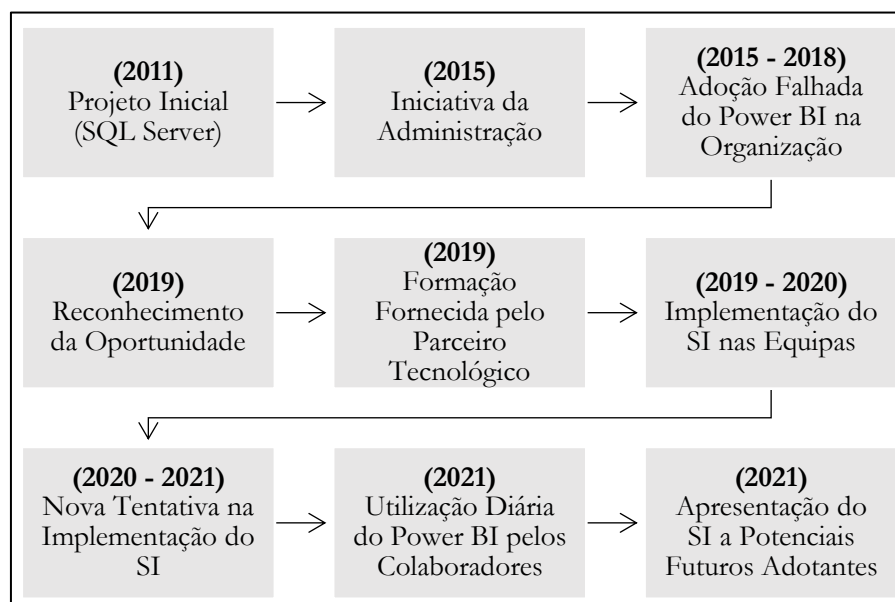 (2011)
Projeto Inicial
(SQL Server)
(2015)
Iniciativa da
Administração
(2015 - 2018)
Adoção Falhada
do Power BI na
Organização
(2019)
Reconhecimento
da Oportunidade
(2019)
Formação
Fornecida pelo
Parceiro
Tecnológico
(2019 - 2020)
Implementação do
SI nas Equipas
(2020 - 2021)
Nova Tentativa na
Implementação do
SI
(2021)
Utilização Diária
do Power BI pelos
Colaboradores
(2021)
Apresentação do
SI a Potenciais
Futuros Adotantes